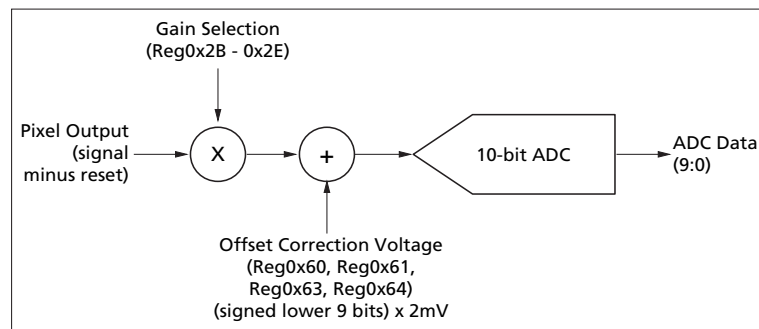 Gain Selection
(Reg0x2B - 0x2E)
Pixel Output
(signal
minus reset)
X
+
10-bit ADC
ADC Data
(9:0)
Offset Correction Voltage
(Reg0x60, Reg0x61,
Reg0x63, Reg0x64)
(signed lower 9 bits) x 2mV